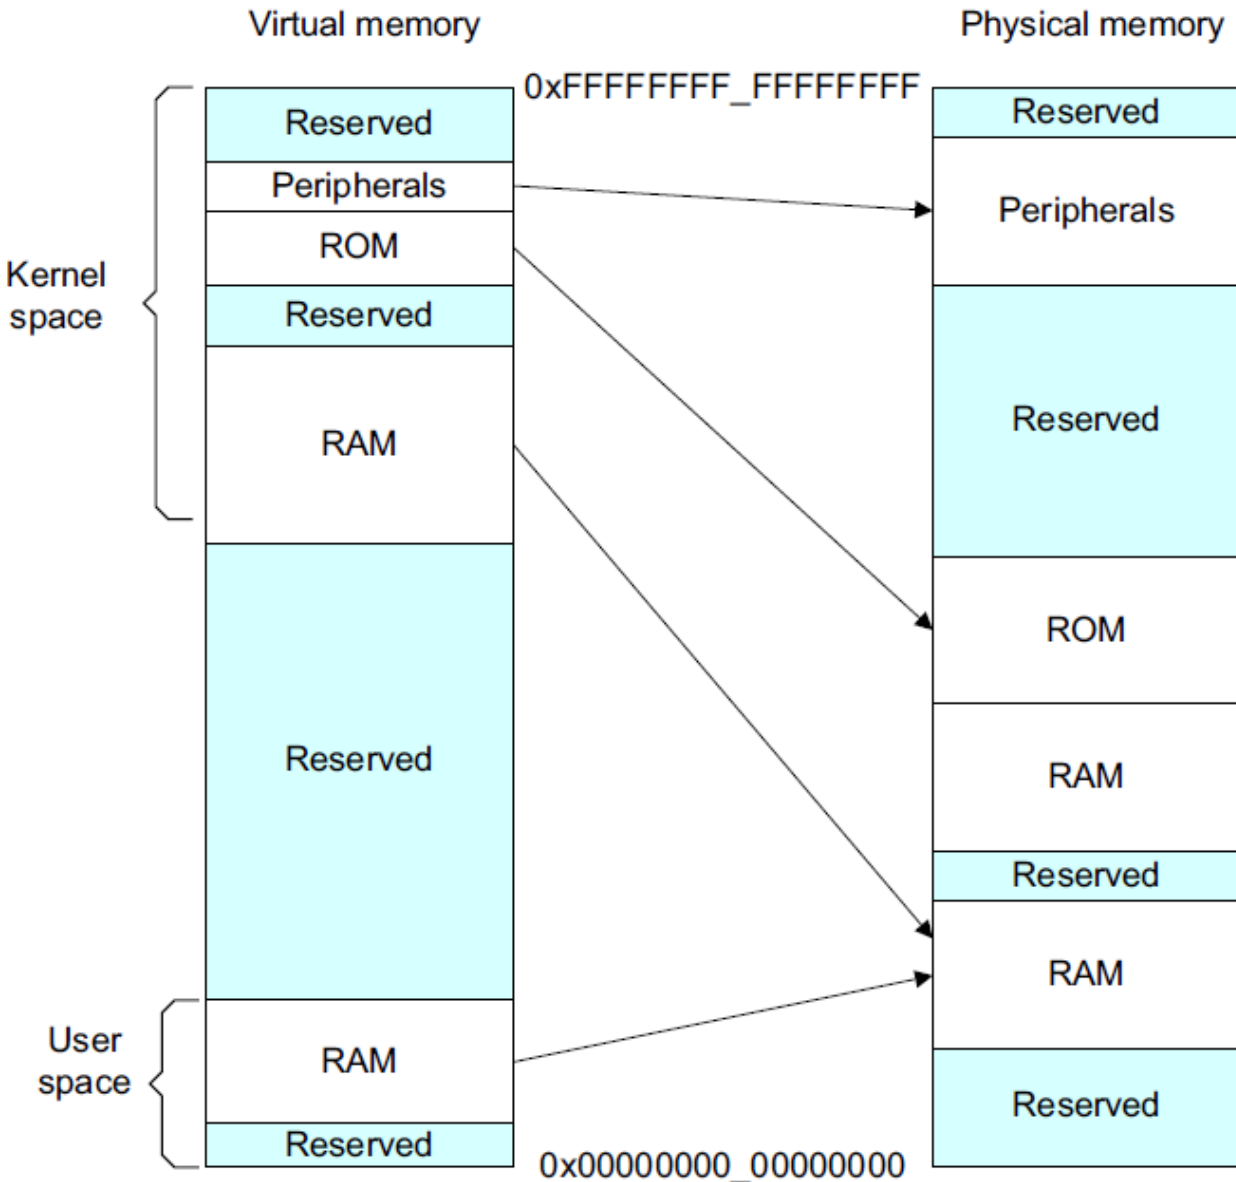 Virtual memory
Physical memory
0xFFFFFFFF_FFFFFFFF
Kernel
space
Reserved
Peripherals
ROM
Reserved
RAM
Reserved
User
space
RAM
Reserved
0x00000000_00000000
Reserved
Peripherals
Reserved
ROM
RAM
Reserved
RAM
Reserved